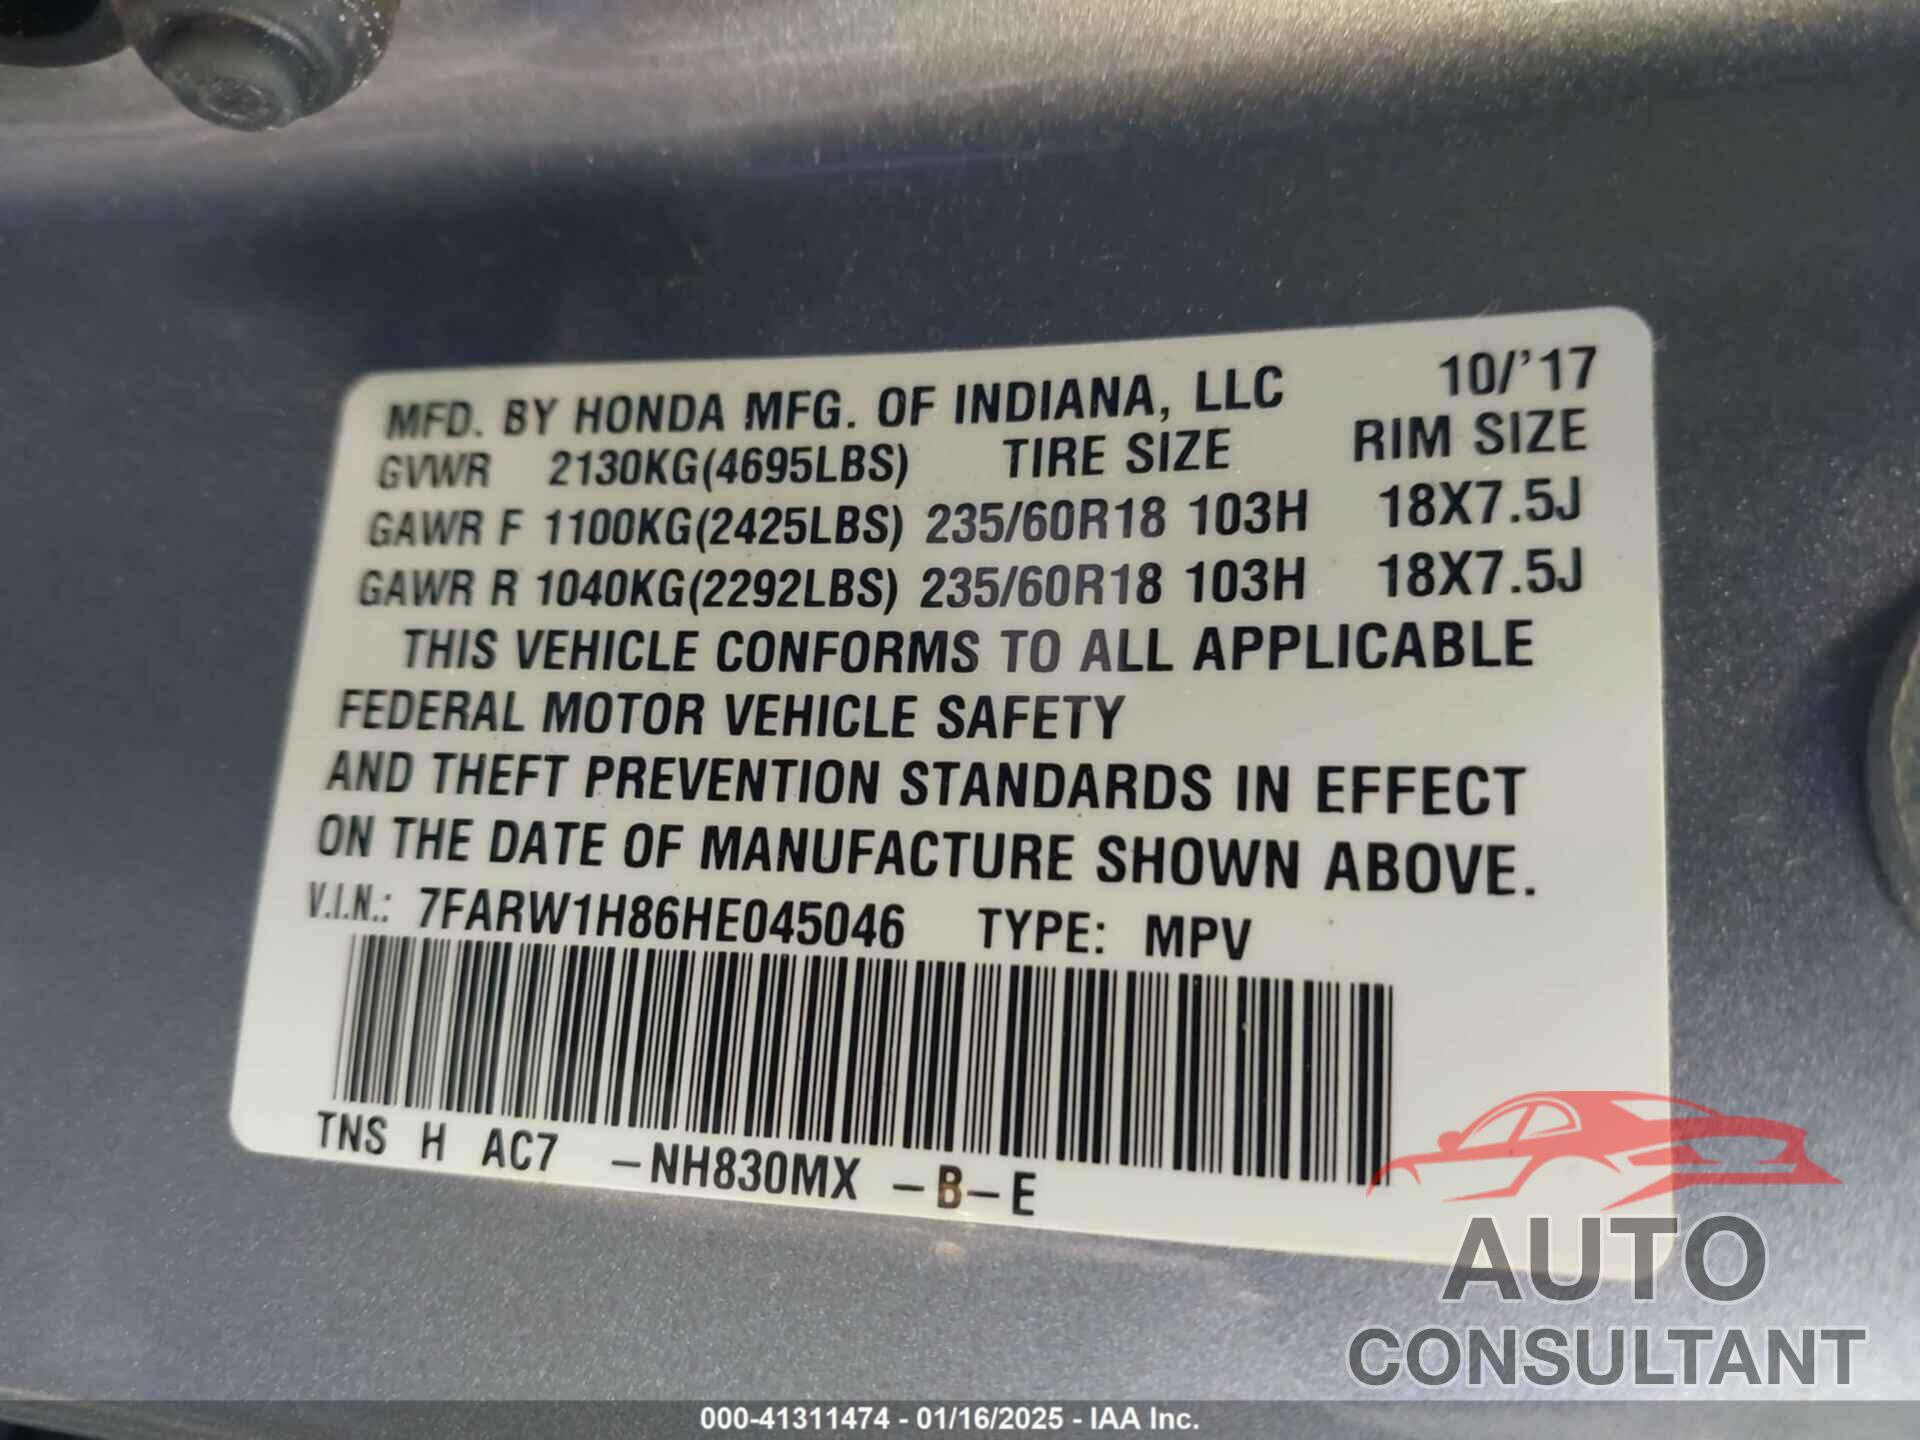 MFD. BY HONDA MFG. OF INDIANA, LLC 10/'17
GVWR 2130KG(4695LBS) TIRE SIZE RIM SIZE
GAWR F 1100KG(2425LBS) 235/60R18 103H 18X7.5J
GAWR R 1040KG(2292LBS) 235/60R18 103H 18X7.5J
THIS VEHICLE CONFORMS TO ALL APPLICABLE
FEDERAL MOTOR VEHICLE SAFETY
AND THEFT PREVENTION STANDARDS IN EFFECT
ON THE DATE OF MANUFACTURE SHOWN ABOVE.
V.I.N.: 7FARW1H86HE045046 TYPE: MPV
TNS H AC7 -NH830MX -B-E
AUTO
CONSULTANT
000-41311474 - 01/16/2025 - IAA Inc.